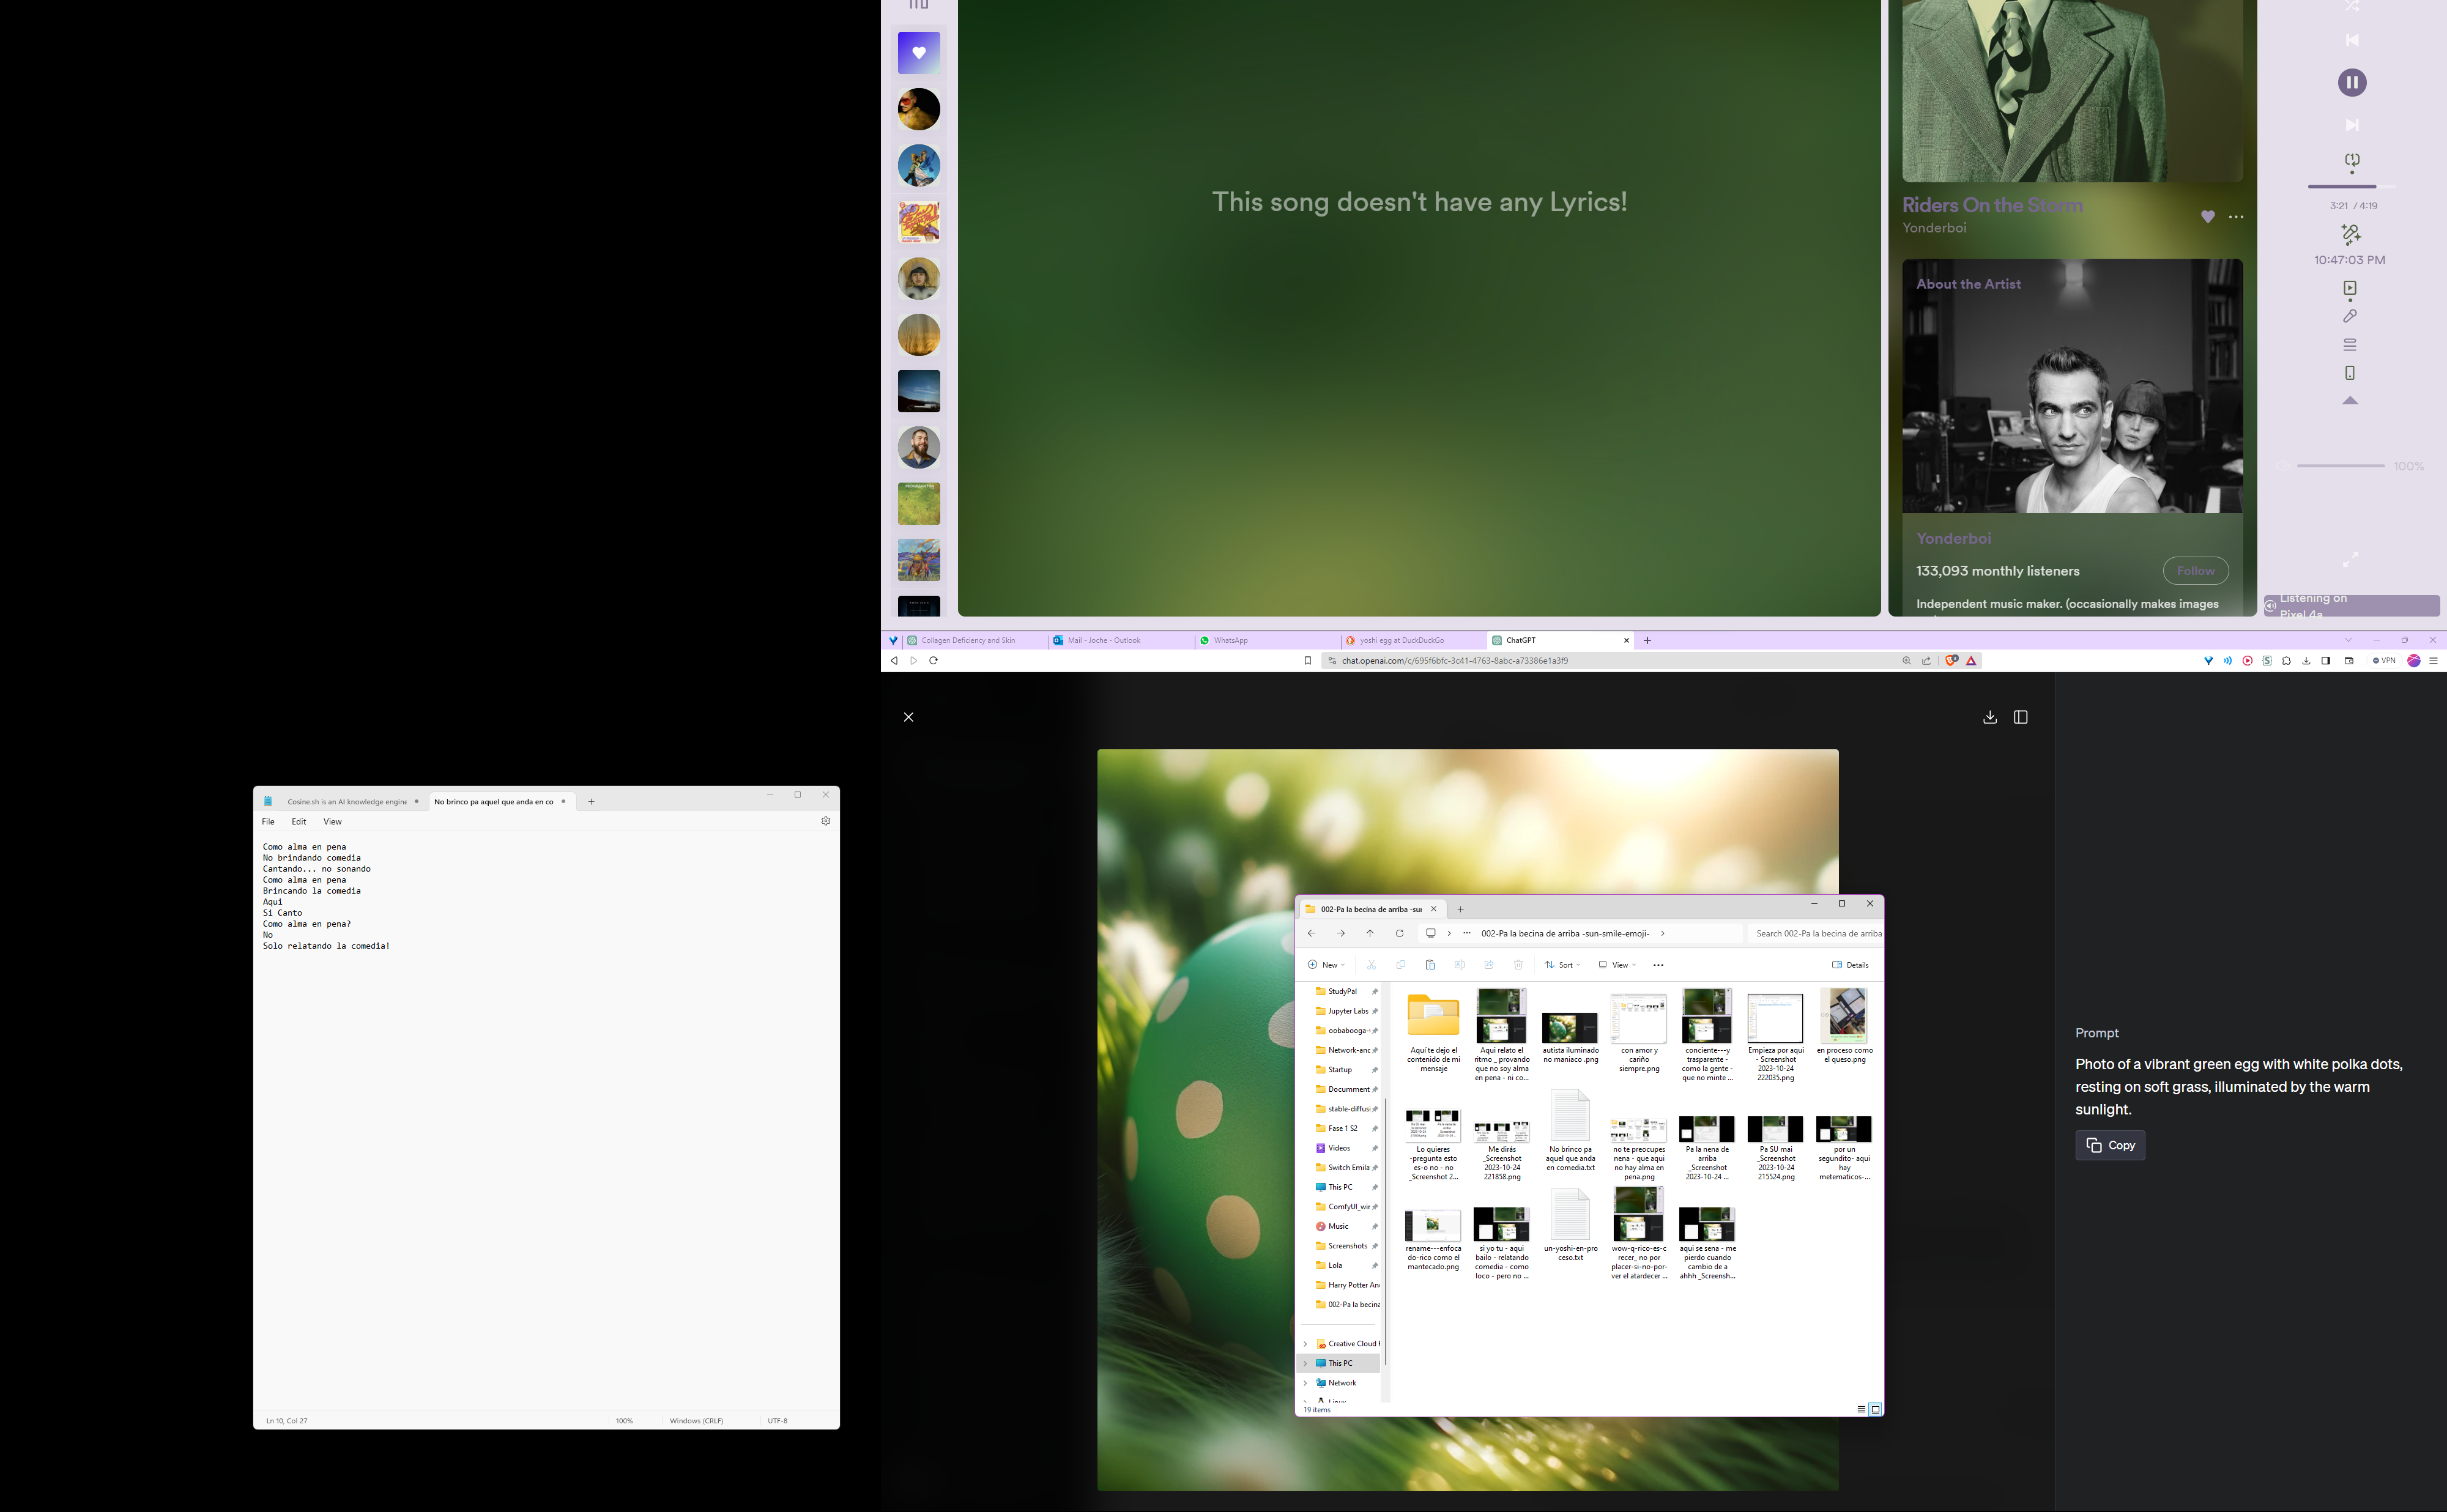 This song doesn't have any Lyrics!
Riders On the Storm
Yonderboi
3:21 / 4:19
10:47:03 PM
About the Artist
100%
Yonderboi
133,093 monthly listeners
Follow
Independent music maker. (occasionally makes images
Listening on
Pixel 4a
Collagen Deficiency and Skin
Mail - Joche - Outlook
WhatsApp
yoshi egg at DuckDuckGo
ChatGPT
chat.openai.com/c/695f6bfc-3c41-4763-8abc-a73386e1a3f9
VPN
Cosine.sh is an AI knowledge engine
No brinco pa aquel que anda en co
File
Edit
View
Como alma en pena
No brindando comedia
Cantando... no sonando
Como alma en pena
Brincando la comedia
Aqui
Si Canto
Como alma en pena?
No
Solo relatando la comedia!
Ln 10, Col 27
100%
Windows (CRLF)
UTF-8
002-Pa la becina de arriba -sun
002-Pa la becina de arriba -sun-smile-emoji-
Search 002-Pa la becina de arriba
New
Sort
View
Details
StudyPal
Jupyter Labs
oobabooga-
Network-and
Startup
Documment
stable-diffusi
Fase 1 S2
Videos
Switch Emila
This PC
ComfyUI_wir
Music
Screenshots
Lola
Harry Potter An
002-Pa la becina
Creative Cloud F
This PC
Network
Linux
Aquí te dejo el
contenido de mi
mensaje
Aqui relato el
ritmo _ provando
que no soy alma
en pena - ni co...
autista iluminado
no maniaco .png
con amor y
cariño
siempre.png
conciente---y
trasparente -
como la gente -
que no minte ...
Empieza por aqui
- Screenshot
2023-10-24
222035.png
en proceso como
el queso.png
Lo quieres
-pregunta esto
es-o no - no
_Screenshot 2...
Me dirás
_Screenshot
2023-10-24
221858.png
No brinco pa
aquel que anda
en comedia.txt
no te preocupes
nena - que aqui
no hay alma en
pena.png
Pa la nena de
arriba
_Screenshot
2023-10-24 ...
Pa SU mai
_Screenshot
2023-10-24
215524.png
por un
segundito- aqui
hay
metematicos-...
rename---enfoca
do-rico como el
mantecado.png
si yo tu - aqui
bailo - relatando
comedia - como
loco - pero no ...
un-yoshi-en-pro
ceso.txt
wow-q-rico-es-c
recer_ no por
placer-si-no-por-
ver el atardecer ...
aqui se sena - me
pierdo cuando
cambio de a
ahhh _Screensh...
19 items
Prompt
Photo of a vibrant green egg with white polka dots,
resting on soft grass, illuminated by the warm
sunlight.
Copy